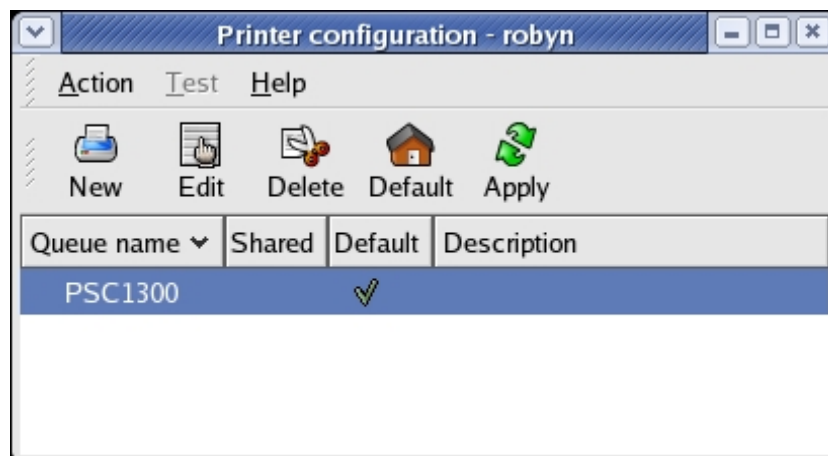 Printer configuration - robyn
Action Test Help
New Edit Delete Default Apply
Queue name Shared Default Description
PSC1300